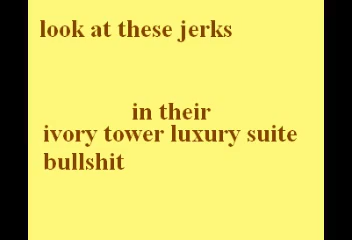 look at these jerks
in their
ivory tower luxury suite
bullshit